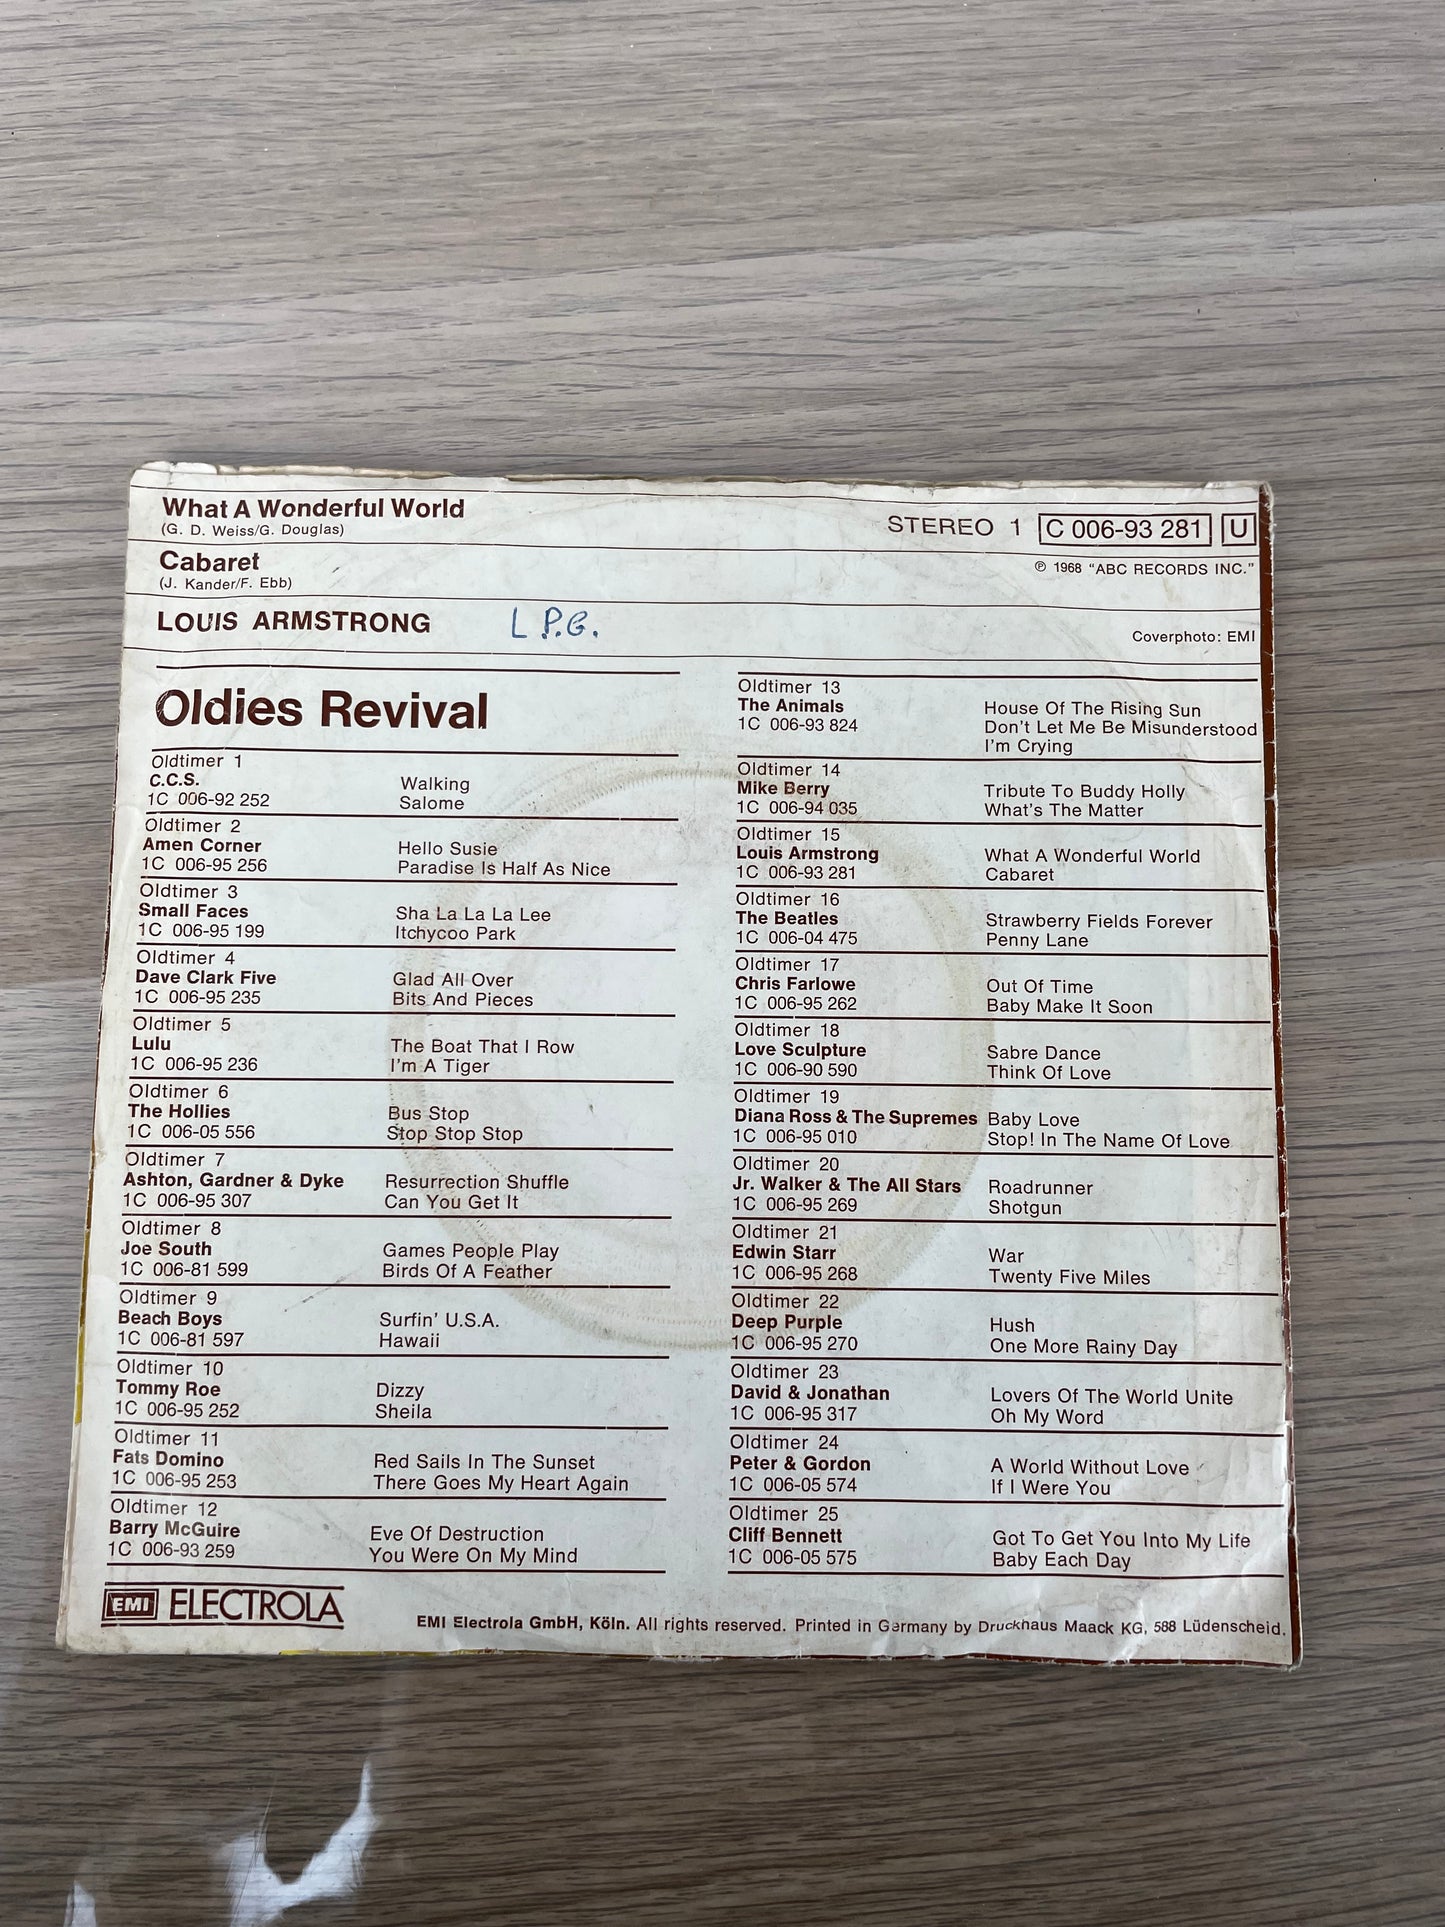 What A Wonderful World
(G. D. Weiss/G. Douglas)
STEREO 1 C 006-93 281 U
Cabaret
(J. Kander/F. Ebb)
℗ 1968 "ABC RECORDS INC."
LOUIS ARMSTRONG
L P.G.
Coverphoto: EMI
Oldies Revival
Oldtimer 1
C.C.S.
1C 006-92 252
Walking
Salome
Oldtimer 2
Amen Corner
1C 006-95 256
Hello Susie
Paradise Is Half As Nice
Oldtimer 3
Small Faces
1C 006-95 199
Sha La La La Lee
Itchycoo Park
Oldtimer 4
Dave Clark Five
1C 006-95 235
Glad All Over
Bits And Pieces
Oldtimer 5
Lulu
1C 006-95 236
The Boat That I Row
I'm A Tiger
Oldtimer 6
The Hollies
1C 006-05 556
Bus Stop
Stop Stop Stop
Oldtimer 7
Ashton, Gardner & Dyke
1C 006-95 307
Resurrection Shuffle
Can You Get It
Oldtimer 8
Joe South
1C 006-81 599
Games People Play
Birds Of A Feather
Oldtimer 9
Beach Boys
1C 006-81 597
Surfin' U.S.A.
Hawaii
Oldtimer 10
Tommy Roe
1C 006-95 252
Dizzy
Sheila
Oldtimer 11
Fats Domino
1C 006-95 253
Red Sails In The Sunset
There Goes My Heart Again
Oldtimer 12
Barry McGuire
1C 006-93 259
Eve Of Destruction
You Were On My Mind
Oldtimer 13
The Animals
1C 006-93 824
House Of The Rising Sun
Don't Let Me Be Misunderstood
I'm Crying
Oldtimer 14
Mike Berry
1C 006-94 035
Tribute To Buddy Holly
What's The Matter
Oldtimer 15
Louis Armstrong
1C 006-93 281
What A Wonderful World
Cabaret
Oldtimer 16
The Beatles
1C 006-04 475
Strawberry Fields Forever
Penny Lane
Oldtimer 17
Chris Farlowe
1C 006-95 262
Out Of Time
Baby Make It Soon
Oldtimer 18
Love Sculpture
1C 006-90 590
Sabre Dance
Think Of Love
Oldtimer 19
Diana Ross & The Supremes
1C 006-95 010
Baby Love
Stop! In The Name Of Love
Oldtimer 20
Jr. Walker & The All Stars
1C 006-95 269
Roadrunner
Shotgun
Oldtimer 21
Edwin Starr
1C 006-95 268
War
Twenty Five Miles
Oldtimer 22
Deep Purple
1C 006-95 270
Hush
One More Rainy Day
Oldtimer 23
David & Jonathan
1C 006-95 317
Lovers Of The World Unite
Oh My Word
Oldtimer 24
Peter & Gordon
1C 006-05 574
A World Without Love
If I Were You
Oldtimer 25
Cliff Bennett
1C 006-05 575
Got To Get You Into My Life
Baby Each Day
EMI ELECTROLA
EMI Electrola GmbH, Köln. All rights reserved. Printed in Germany by Druckhaus Maack KG, 588 Lüdenscheid.